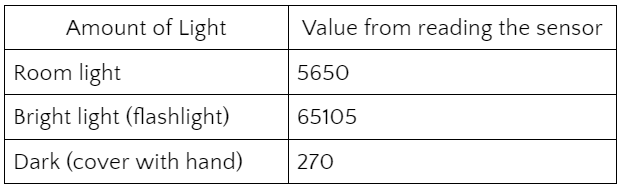 Amount of Light Value from reading the sensor
Room light 5650
Bright light (flashlight) 65105
Dark (cover with hand) 270